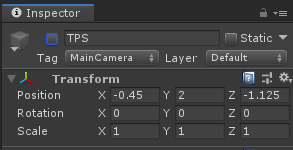 Inspector
TPS Static
Tag MainCamera Layer Default
Transform
Position X -0.45 Y 2 Z -1.125
Rotation X 0 Y 0 Z 0
Scale X 1 Y 1 Z 1